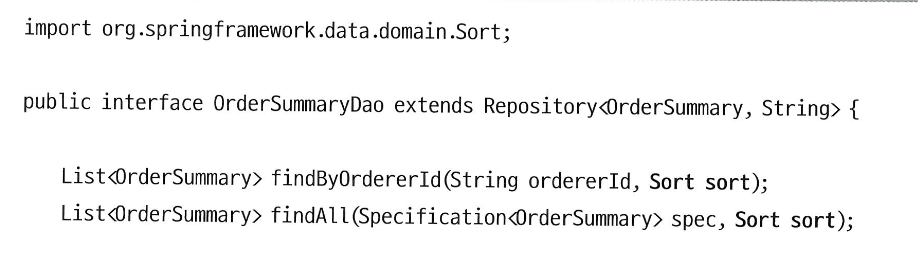 import org.springframework.data.domain.Sort;
public interface OrderSummaryDao extends Repository<OrderSummary, String> {
List<OrderSummary> findByOrdererId(String ordererId, Sort sort);
List<OrderSummary> findAll(Specification<OrderSummary> spec, Sort sort);